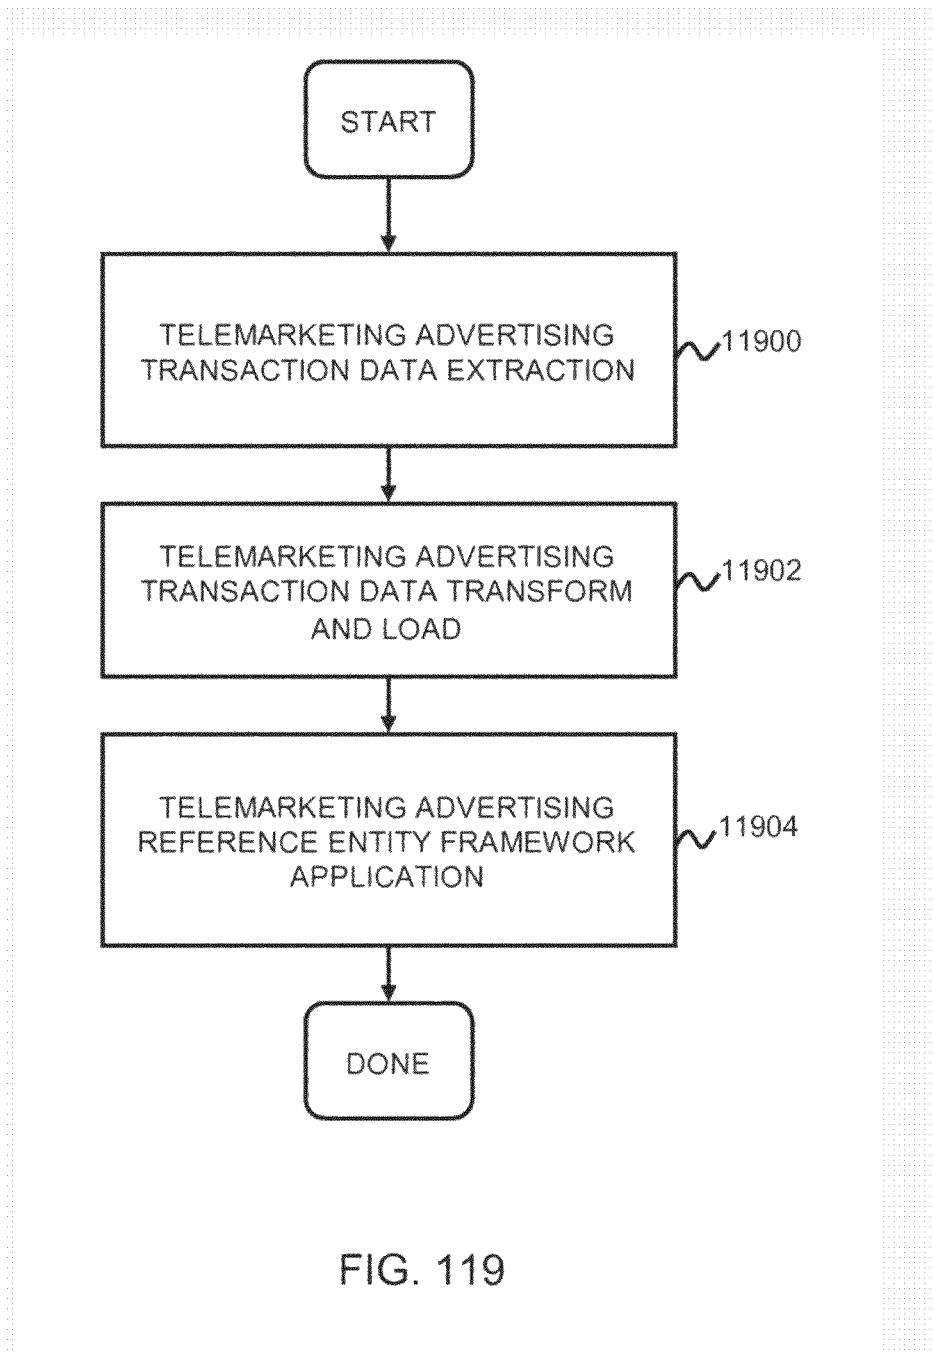 START
TELEMARKETING ADVERTISING
TRANSACTION DATA EXTRACTION
11900
TELEMARKETING ADVERTISING
TRANSACTION DATA TRANSFORM
AND LOAD
11902
TELEMARKETING ADVERTISING
REFERENCE ENTITY FRAMEWORK
APPLICATION
11904
DONE
FIG. 119